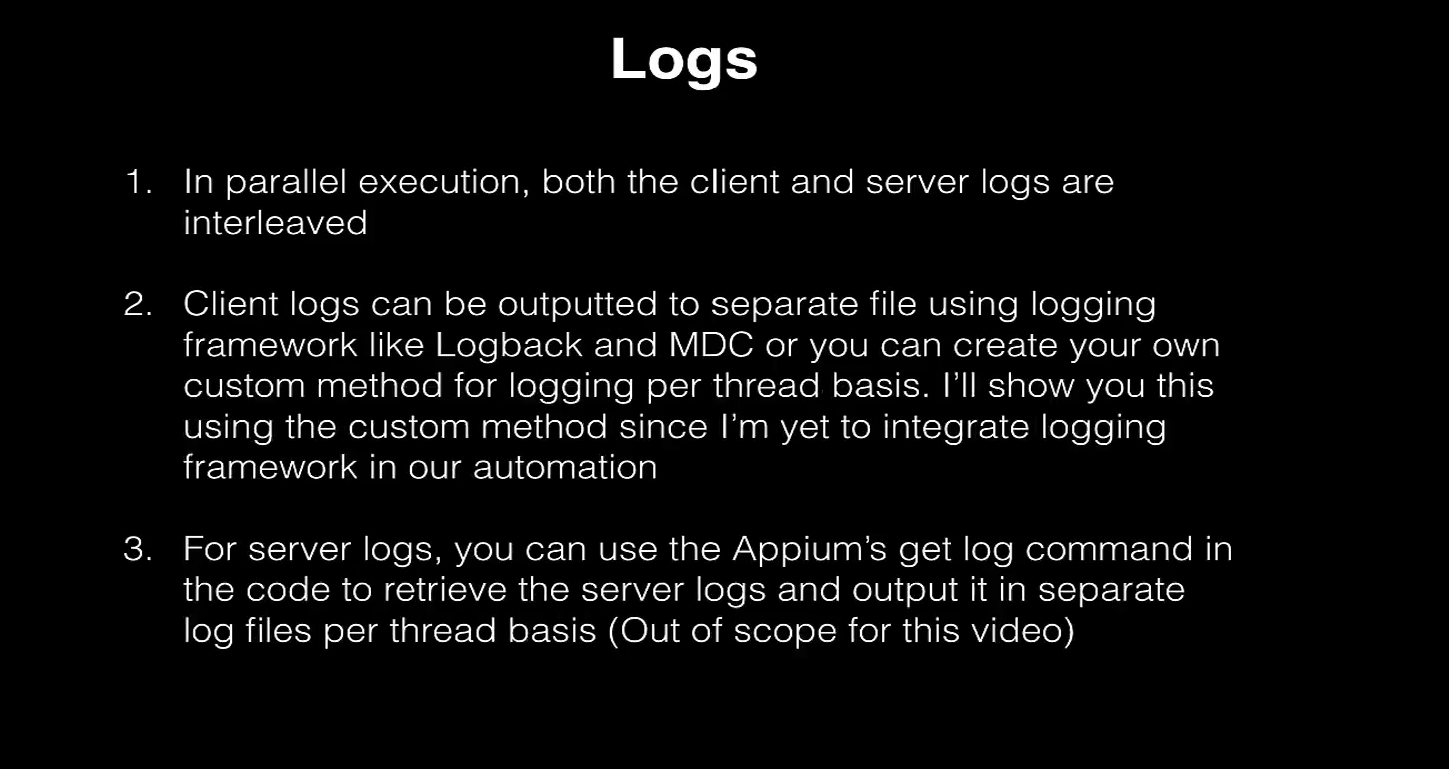 Logs
1. In parallel execution, both the client and server logs are
interleaved
2. Client logs can be outputted to separate file using logging
framework like Logback and MDC or you can create your own
custom method for logging per thread basis. I’ll show you this
using the custom method since I’m yet to integrate logging
framework in our automation
3. For server logs, you can use the Appium’s get log command in
the code to retrieve the server logs and output it in separate
log files per thread basis (Out of scope for this video)